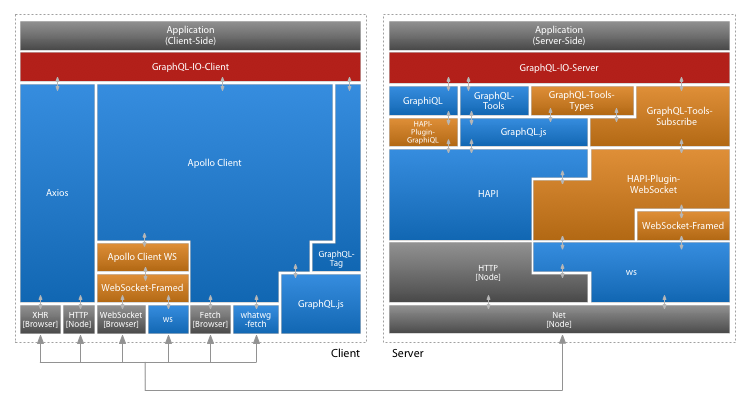 Application
(Client-Side)
GraphQL-IO-Client
Axios
Apollo Client
GraphQL-
Tag
Apollo Client WS
WebSocket-Framed
GraphQL.js
XHR
[Browser]
HTTP
[Node]
WebSocket
[Browser]
ws
Fetch
[Browser]
whatwg
-fetch
Client
Application
(Server-Side)
GraphQL-IO-Server
GraphiQL
GraphQL-
Tools
GraphQL-Tools-
Types
GraphQL-Tools-
Subscribe
HAPI-
Plugin-
GraphiQL
GraphQL.js
HAPI
HAPI-Plugin-
WebSocket
WebSocket-Framed
HTTP
[Node]
ws
Net
[Node]
Server